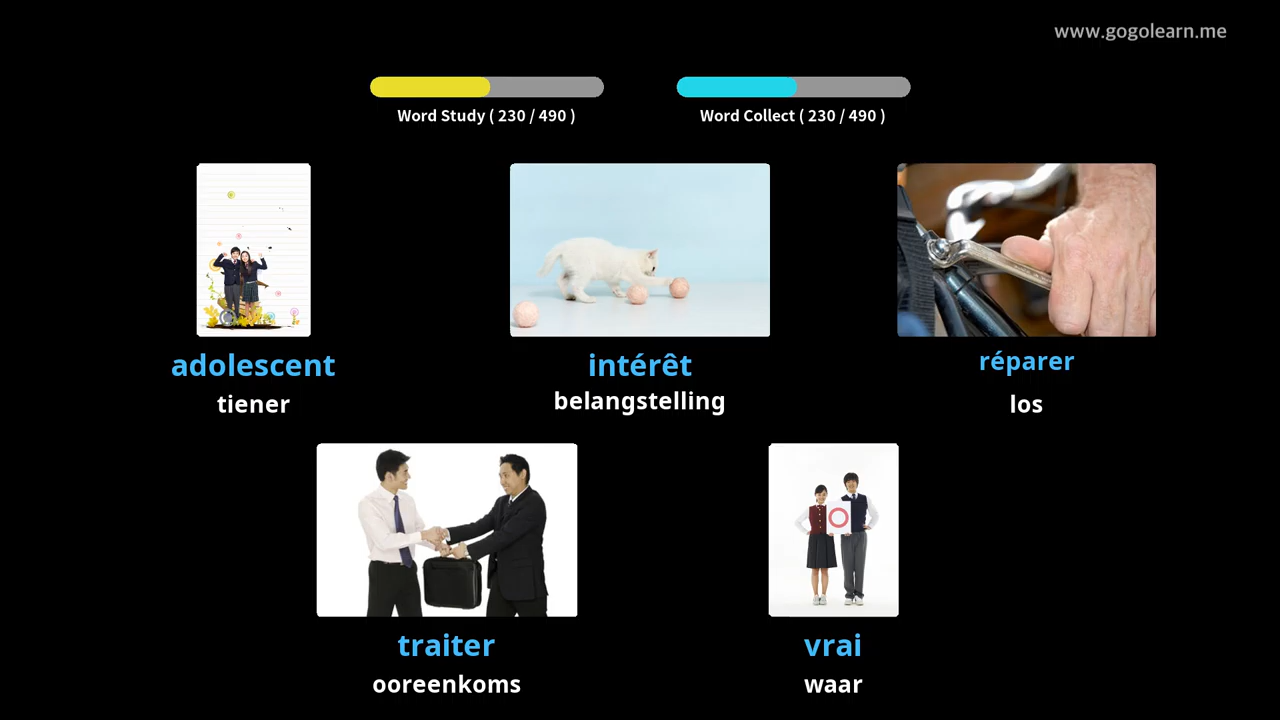 www.gogolearn.me
Word Study ( 230 / 490 )
Word Collect ( 230 / 490 )
adolescent
tiener
intérêt
belangstelling
réparer
los
traiter
ooreenkoms
vrai
waar